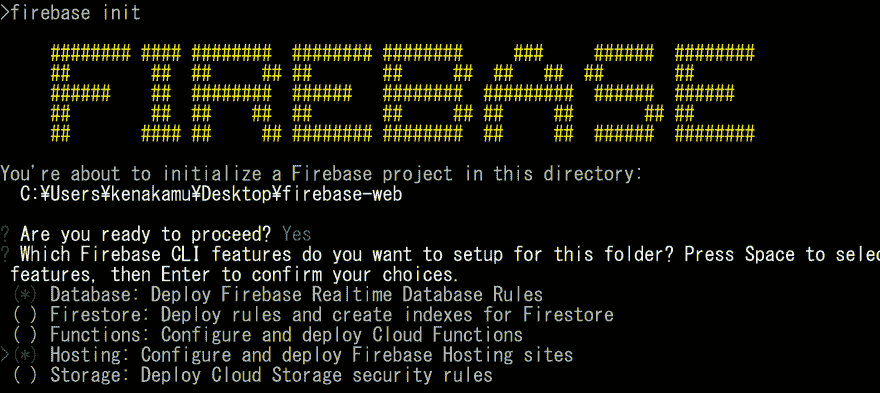 >firebase init
FIREBASE
You're about to initialize a Firebase project in this directory:
C:¥Users¥kenakamu¥Desktop¥firebase-web
? Are you ready to proceed? Yes
? Which Firebase CLI features do you want to setup for this folder? Press Space to selec
features, then Enter to confirm your choices.
(*) Database: Deploy Firebase Realtime Database Rules
( ) Firestore: Deploy rules and create indexes for Firestore
( ) Functions: Configure and deploy Cloud Functions
>(*) Hosting: Configure and deploy Firebase Hosting sites
( ) Storage: Deploy Cloud Storage security rules